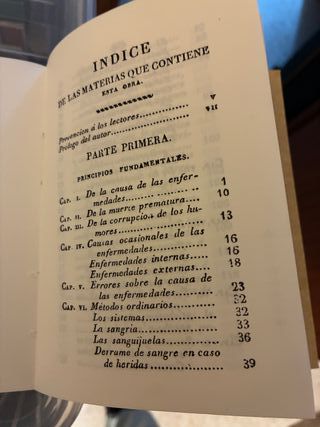 INDICE
DE LAS MATERIAS QUE CONTIENE
ESTA OBRA.
Prevencion á los lectores............ V
Prólogo del autor............ VII
PARTE PRIMERA.
PRINCIPIOS FUNDAMENTALES.
CAP. I. De la causa de las enfer-
medades............ 1
CAP. II. De la muerte prematura.... 10
CAP. III. De la corrupcion de los hu-
mores............ 13
CAP. IV. Causas ocasionales de las
enfermedades............ 16
Enfermedades internas.... 16
Enfermedades externas.... 18
CAP. V. Errores sobre la causa de
las enfermedades............ 23
CAP. VI. Métodos ordinarios............ 32
Los sistemas............ 32
La sangria............ 33
Las sanguijuelas............ 36
Derrame de sangre en caso
de heridas............ 39